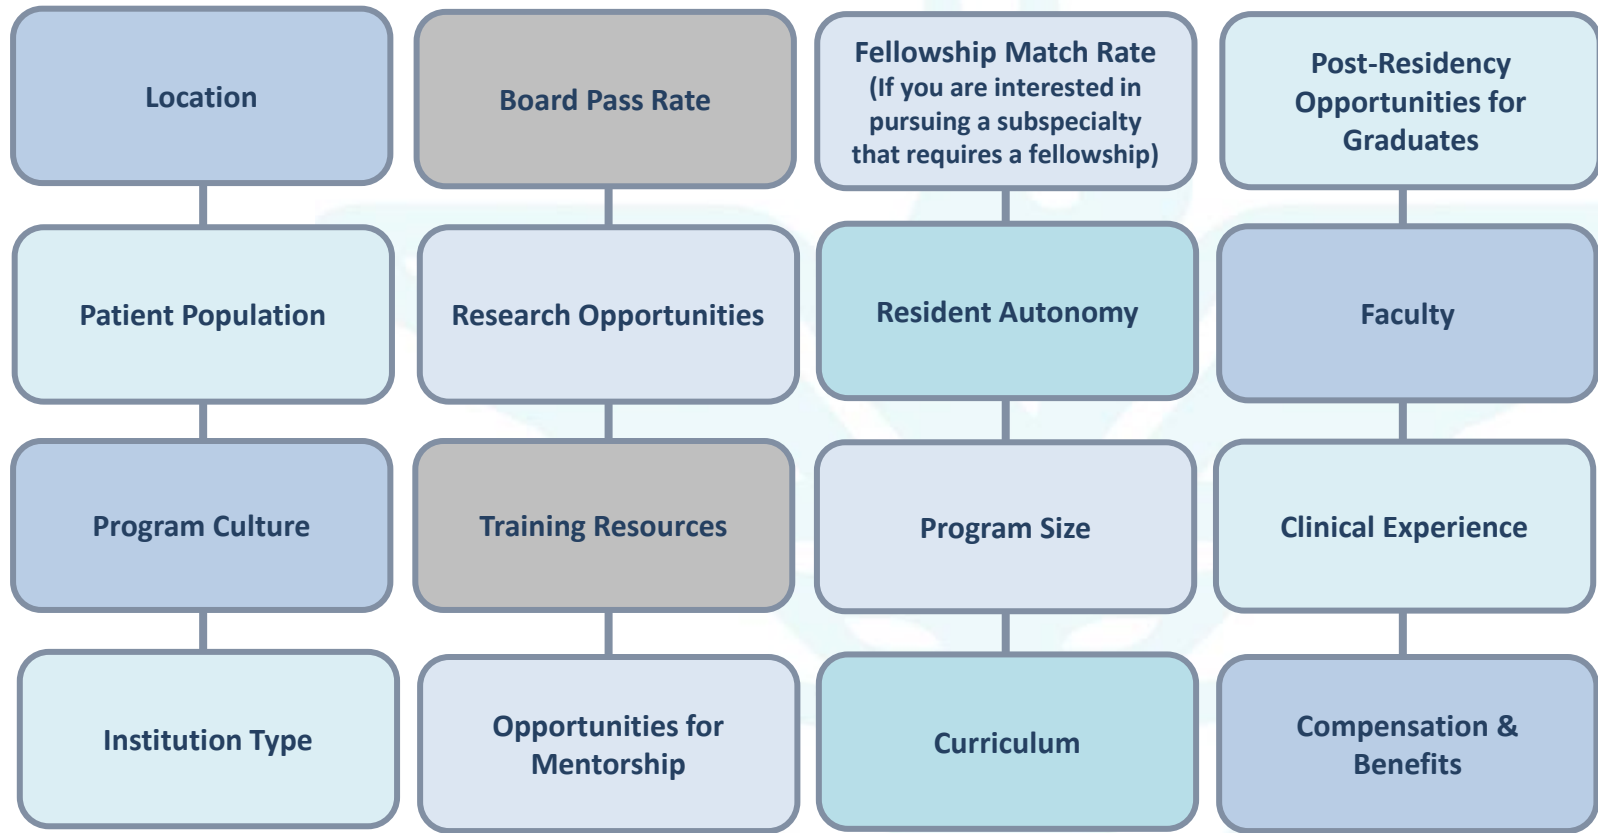 Location
Board Pass Rate
Fellowship Match Rate
(If you are interested in
pursuing a subspecialty
that requires a fellowship)
Post-Residency
Opportunities for
Graduates
Patient Population
Research Opportunities
Resident Autonomy
Faculty
Program Culture
Training Resources
Program Size
Clinical Experience
Institution Type
Opportunities for
Mentorship
Curriculum
Compensation &
Benefits